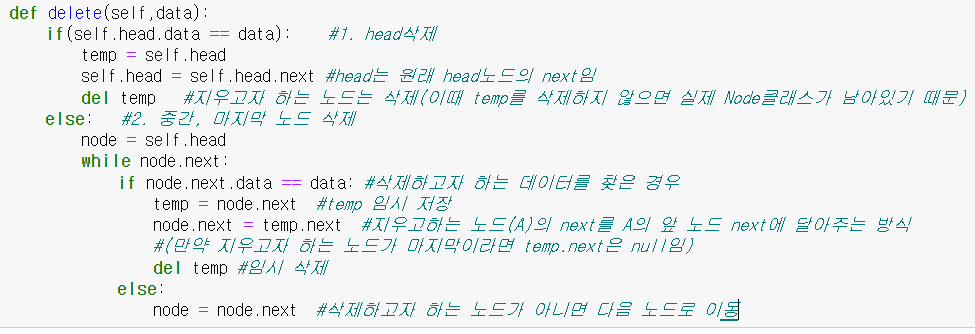 def delete(self,data):
    if(self.head.data == data):    #1. head삭제
        temp = self.head
        self.head = self.head.next #head는 원래 head노드의 next임
        del temp   #지우고자 하는 노드는 삭제(이때 temp를 삭제하지 않으면 실제 Node클래스가 남아있기 때문)
    else:   #2. 중간, 마지막 노드 삭제
        node = self.head
        while node.next:
            if node.next.data == data: #삭제하고자 하는 데이터를 찾은 경우
                temp = node.next  #temp 임시 저장
                node.next = temp.next  #지우고하는 노드(A)의 next를 A의 앞 노드 next에 달아주는 방식
                #(만약 지우고자 하는 노드가 마지막이라면 temp.next은 null임)
                del temp #임시 삭제
            else:
                node = node.next  #삭제하고자 하는 노드가 아니면 다음 노드로 이동